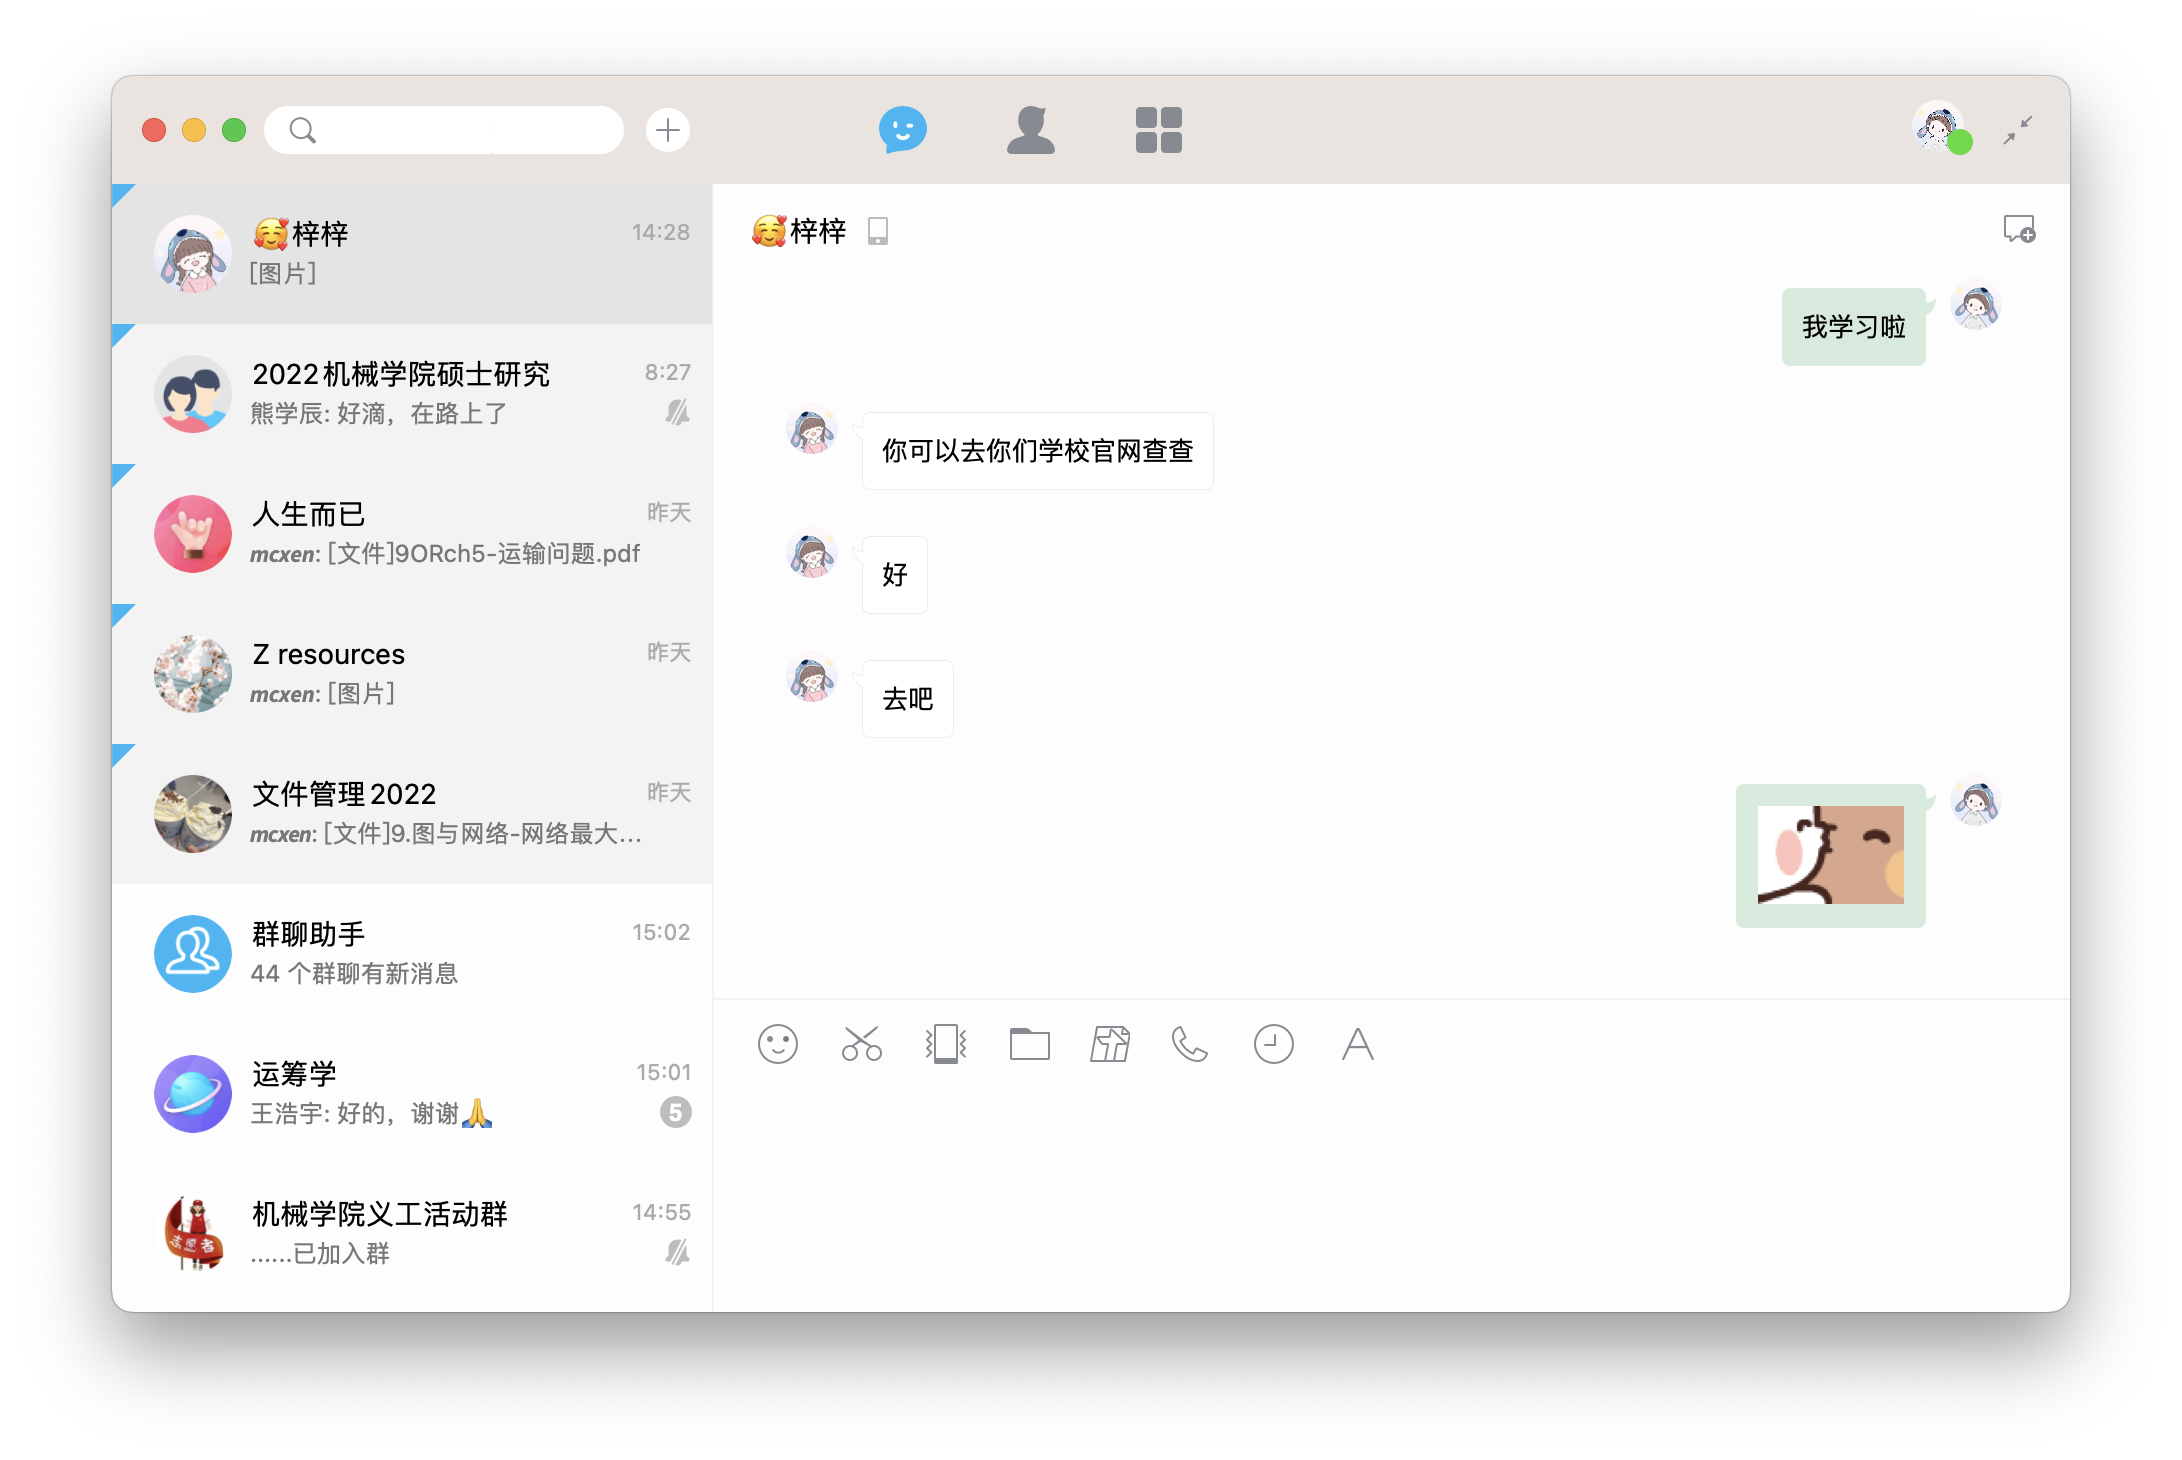 🥰梓梓
14:28
[图片]
2022机械学院硕士研究
8:27
熊学辰: 好滴，在路上了
人生而已
昨天
mcxen: [文件]9ORch5-运输问题.pdf
Z resources
昨天
mcxen: [图片]
文件管理2022
昨天
mcxen: [文件]9.图与网络-网络最大...
群聊助手
15:02
44 个群聊有新消息
运筹学
15:01
王浩宇: 好的，谢谢🙏
5
机械学院义工活动群
14:55
......已加入群
志愿者
🥰梓梓
我学习啦
你可以去你们学校官网查查
好
去吧